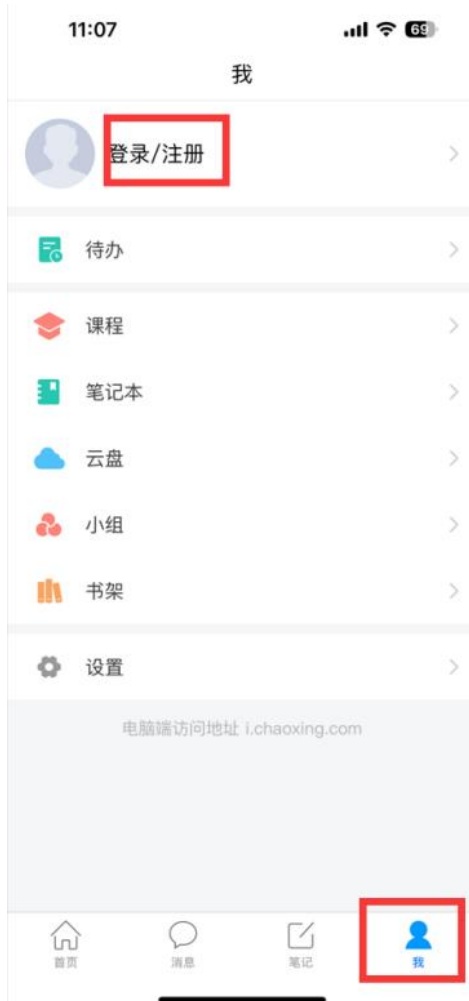 11:07
69
我
登录/注册
待办
课程
笔记本
云盘
小组
书架
设置
电脑端访问地址 i.chaoxing.com
首页
消息
笔记
我